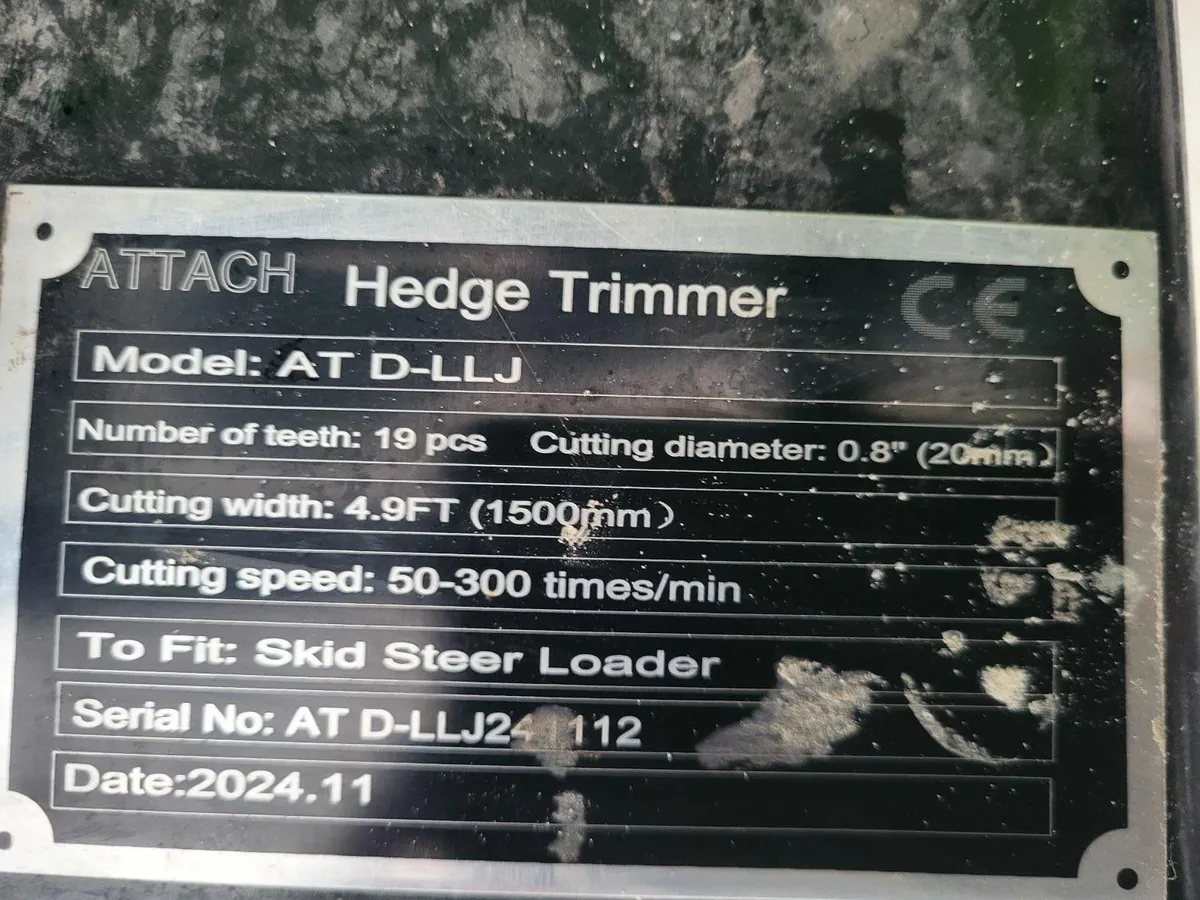 ATTACH Hedge Trimmer CE
Model: AT D-LLJ
Number of teeth: 19 pcs Cutting diameter: 0.8" (20mm)
Cutting width: 4.9FT (1500mm)
Cutting speed: 50-300 times/min
To Fit: Skid Steer Loader
Serial No: AT
Date:2024.11